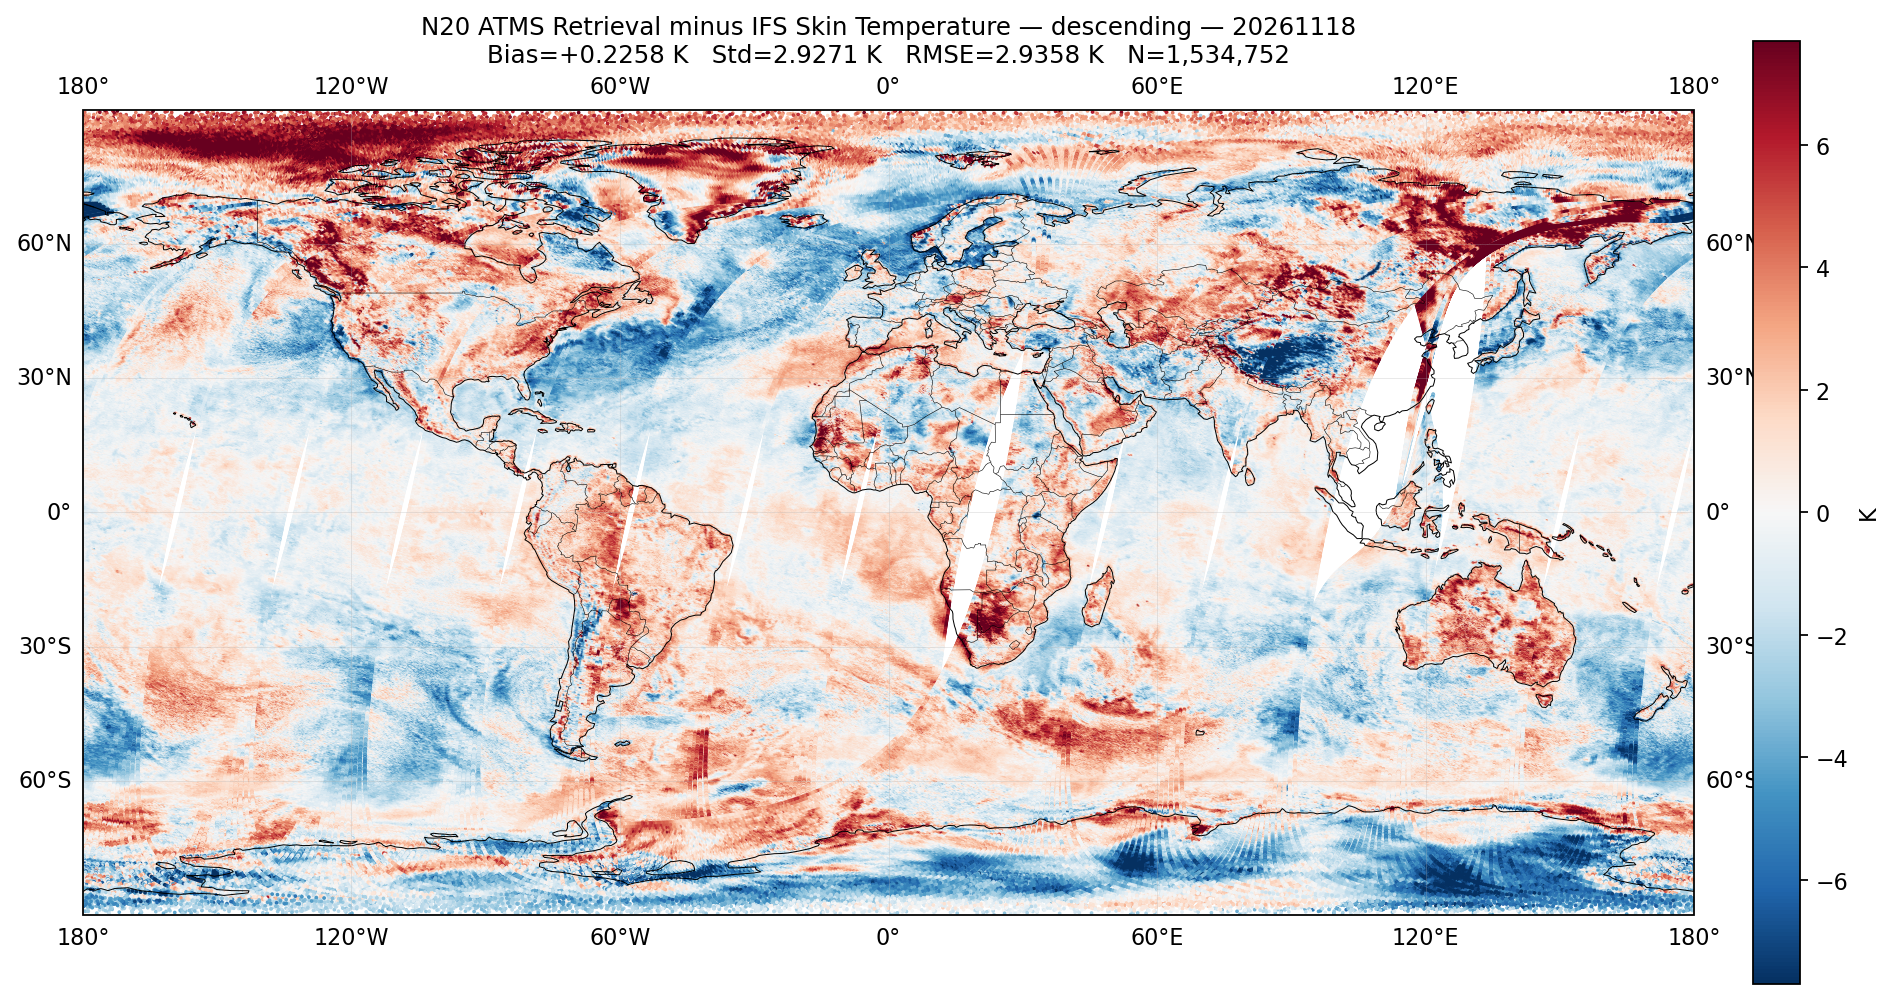 N20 ATMS Retrieval minus IFS Skin Temperature — descending — 20261118
Bias=+0.2258 K   Std=2.9271 K   RMSE=2.9358 K   N=1,534,752
180° 120°W 60°W 0° 60°E 120°E 180°
60°N 60°N
30°N 30°N
0° 0°
30°S 30°S
60°S 60°S
180° 120°W 60°W 0° 60°E 120°E 180°
6
4
2
0
−2
−4
−6
K